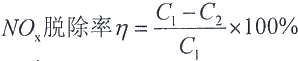 NOₓ脱除率η = (C₁ − C₂) / C₁ × 100%